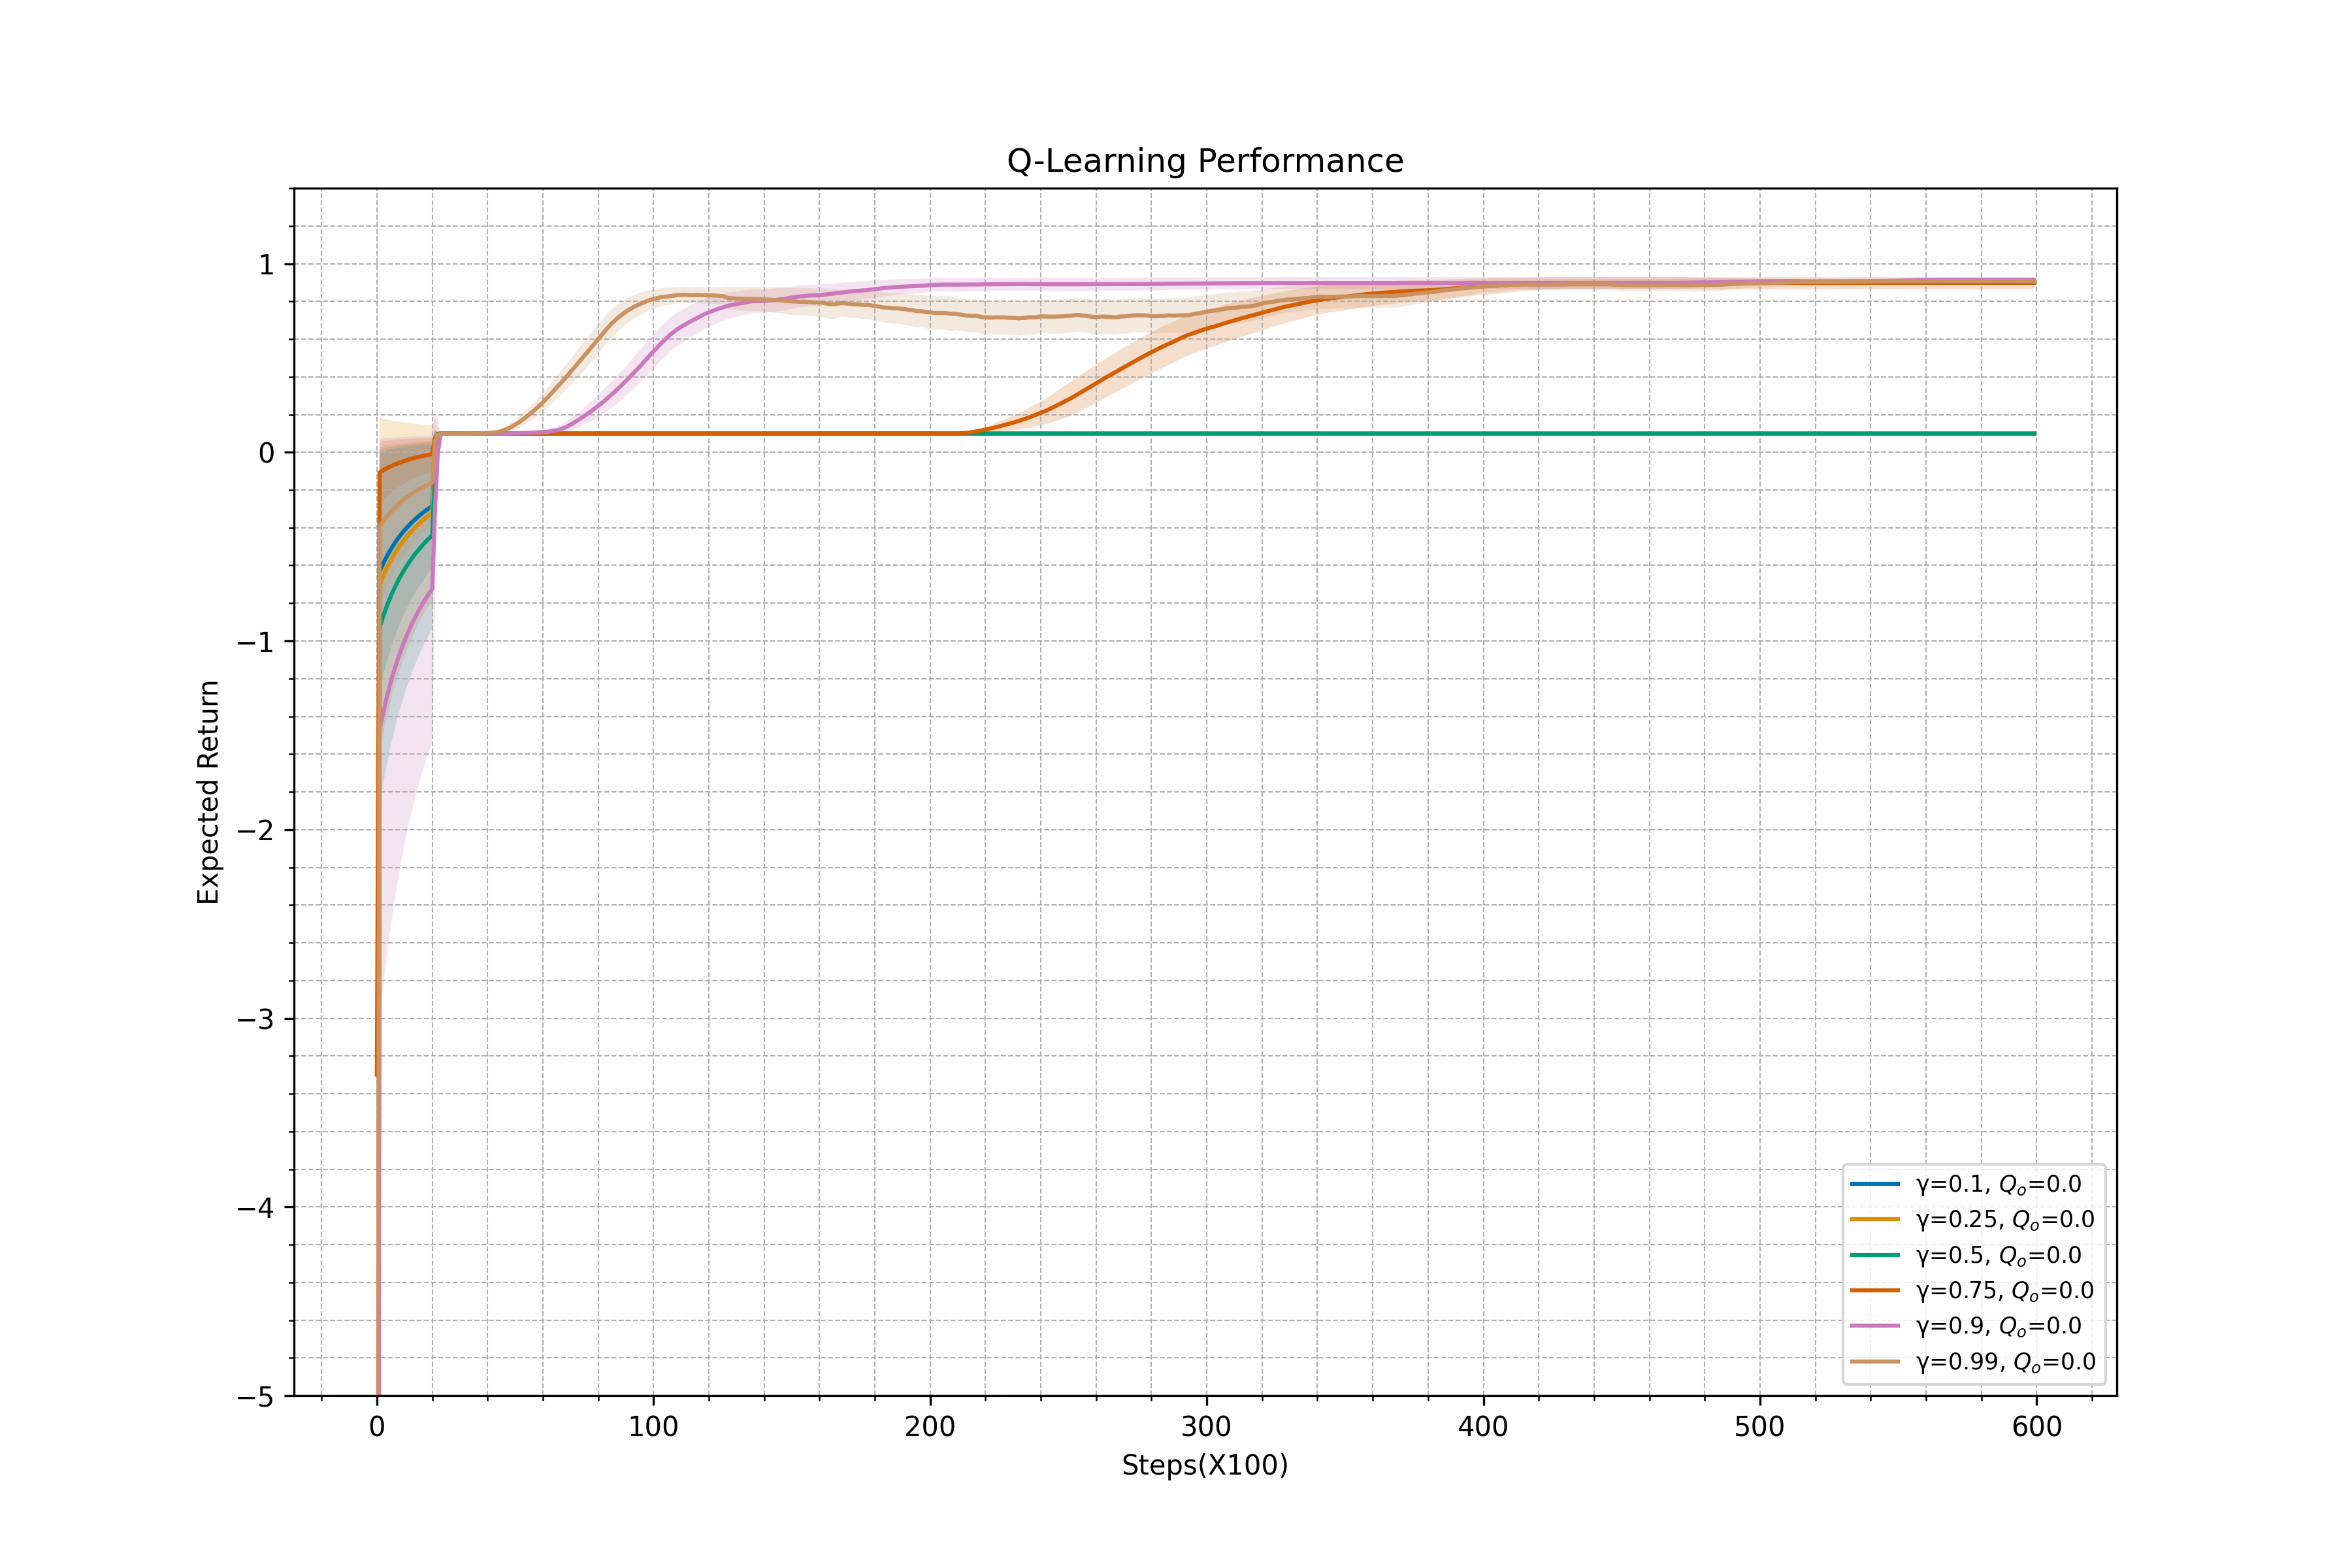 Q-Learning Performance
Expected Return
1
0
−1
−2
−3
−4
−5
0 100 200 300 400 500 600
Steps(X100)
γ=0.1, Qₒ=0.0
γ=0.25, Qₒ=0.0
γ=0.5, Qₒ=0.0
γ=0.75, Qₒ=0.0
γ=0.9, Qₒ=0.0
γ=0.99, Qₒ=0.0